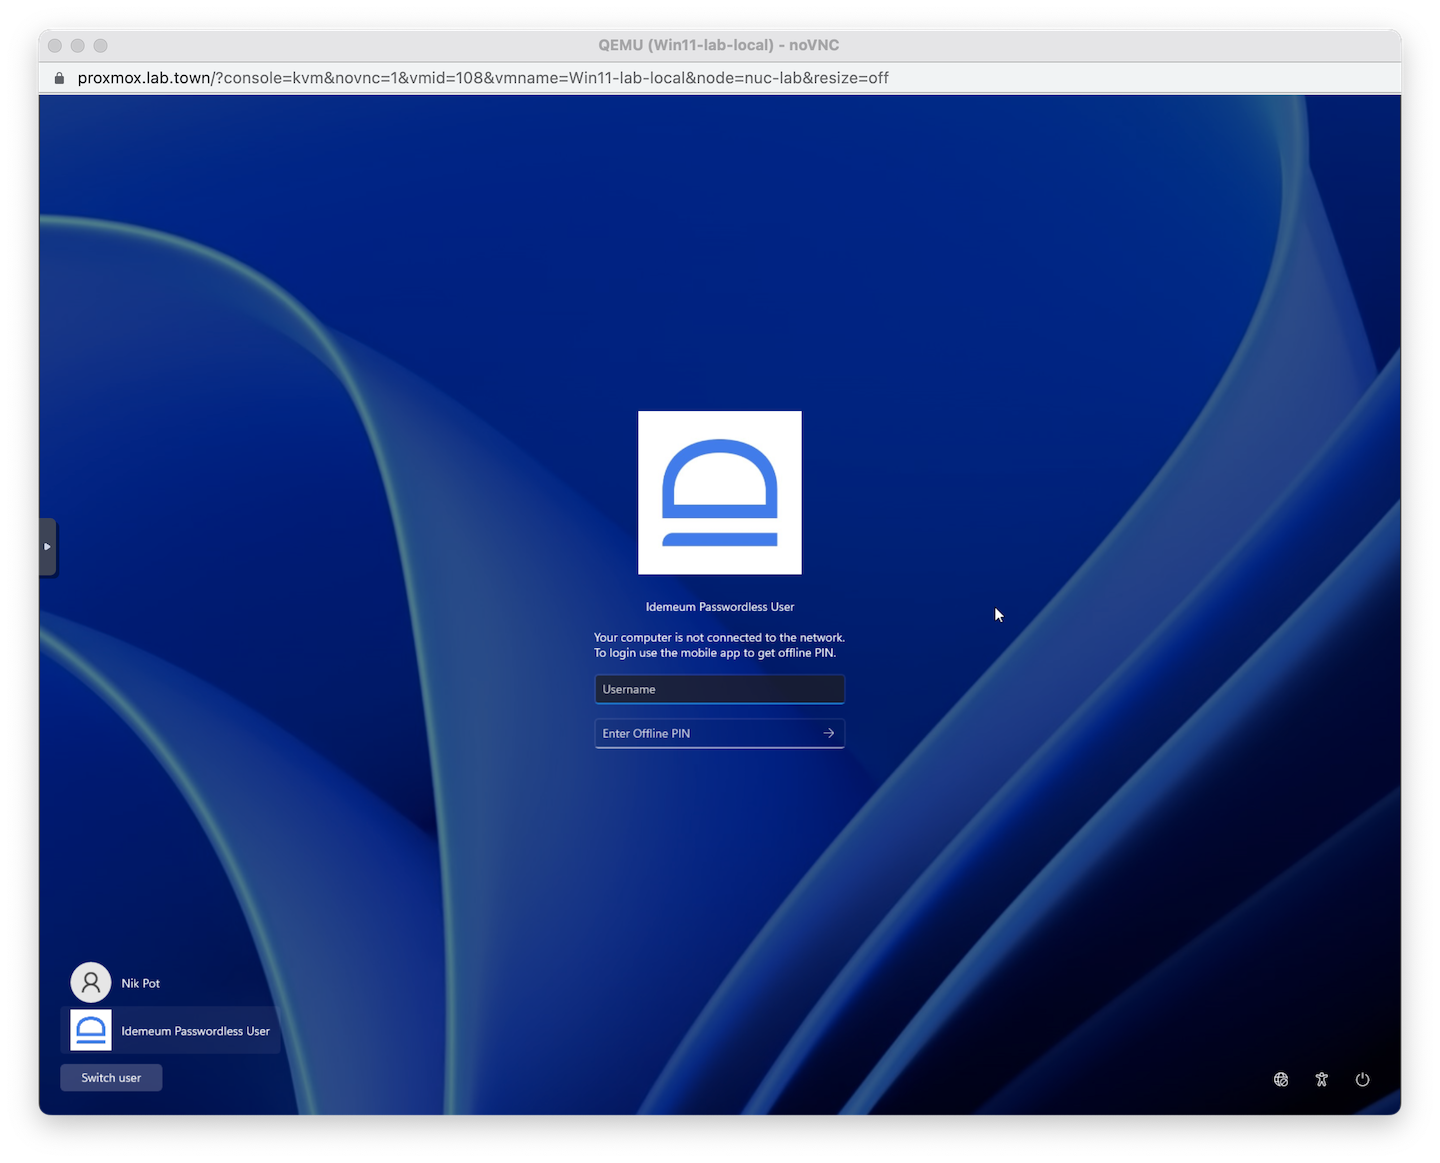 QEMU (Win11-lab-local) - noVNC
proxmox.lab.town/?console=kvm&novnc=1&vmid=108&vmname=Win11-lab-local&node=nuc-lab&resize=off
Idemeum Passwordless User
Your computer is not connected to the network.
To login use the mobile app to get offline PIN.
Username
Enter Offline PIN
Nik Pot
Idemeum Passwordless User
Switch user